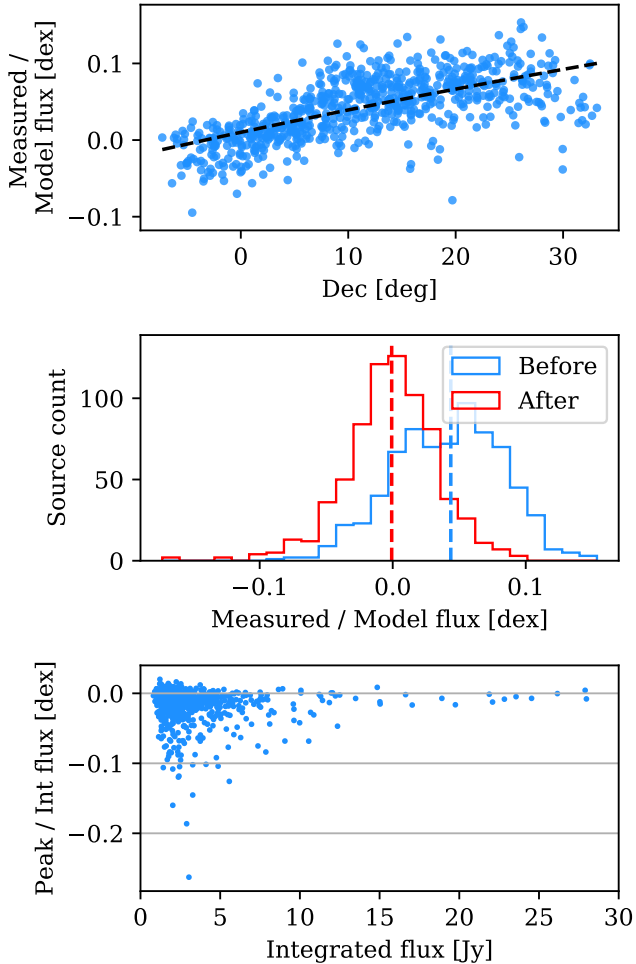 Measured /
Model flux [dex]
0.1
0.0
−0.1
0
10
20
30
Dec [deg]
Source count
100
50
0
Before
After
−0.1
0.0
0.1
Measured / Model flux [dex]
Peak / Int flux [dex]
0.0
−0.1
−0.2
0
5
10
15
20
25
30
Integrated flux [Jy]